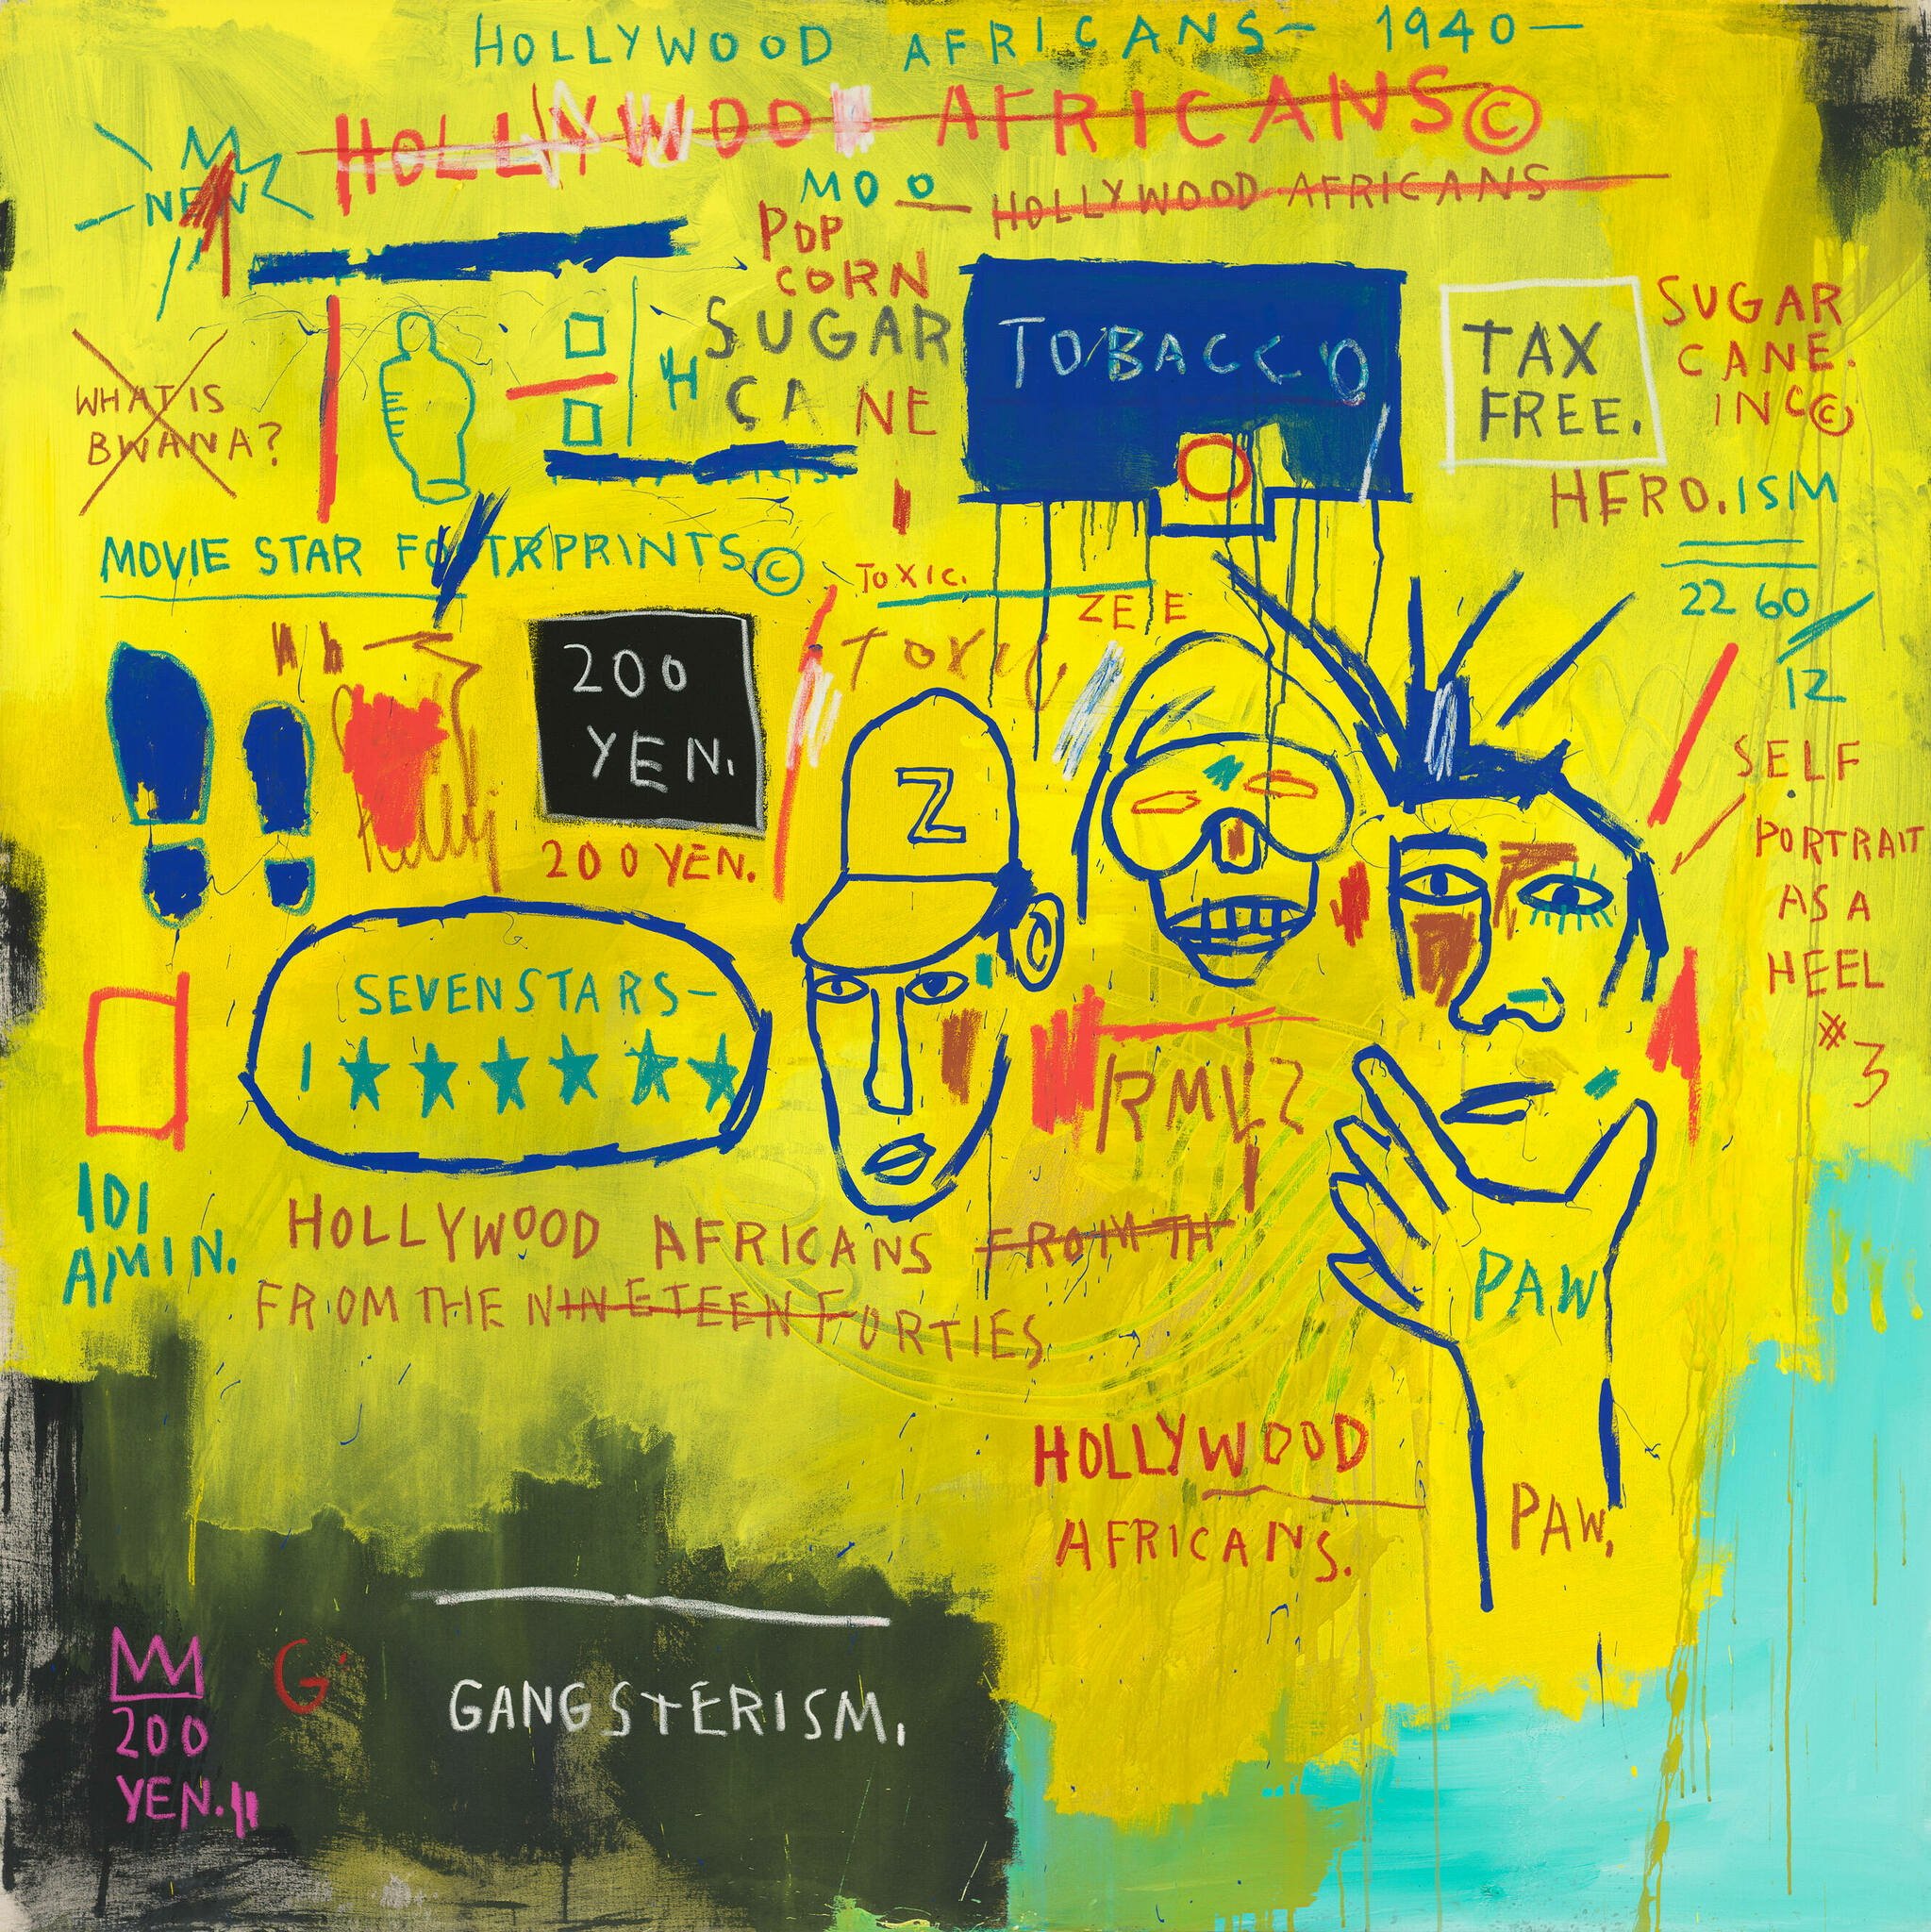 HOLLYWOOD AFRICANS— 1940—
HOLLYWOOD AFRICANS©
NEW
MOO
HOLLYWOOD AFRICANS
POP
CORN
SUGAR
CANE
TOBACCO
TAX
FREE.
SUGAR
CANE.
INC©
WHAT IS
BWANA?
HERO.ISM
MOVIE STAR FOOTPRINTS©
TOXIC.
ZEE
2260
12
200
YEN.
TOXIC
200 YEN.
Z
SELF
PORTRAIT
AS A
HEEL
#3
SEVEN STARS—
RMLZ
IDI
AMIN.
HOLLYWOOD AFRICANS FROM TH
FROM THE NINETEEN FORTIES
PAW
HOLLYWOOD
AFRICANS.
PAW,
G
GANGSTERISM.
200
YEN.